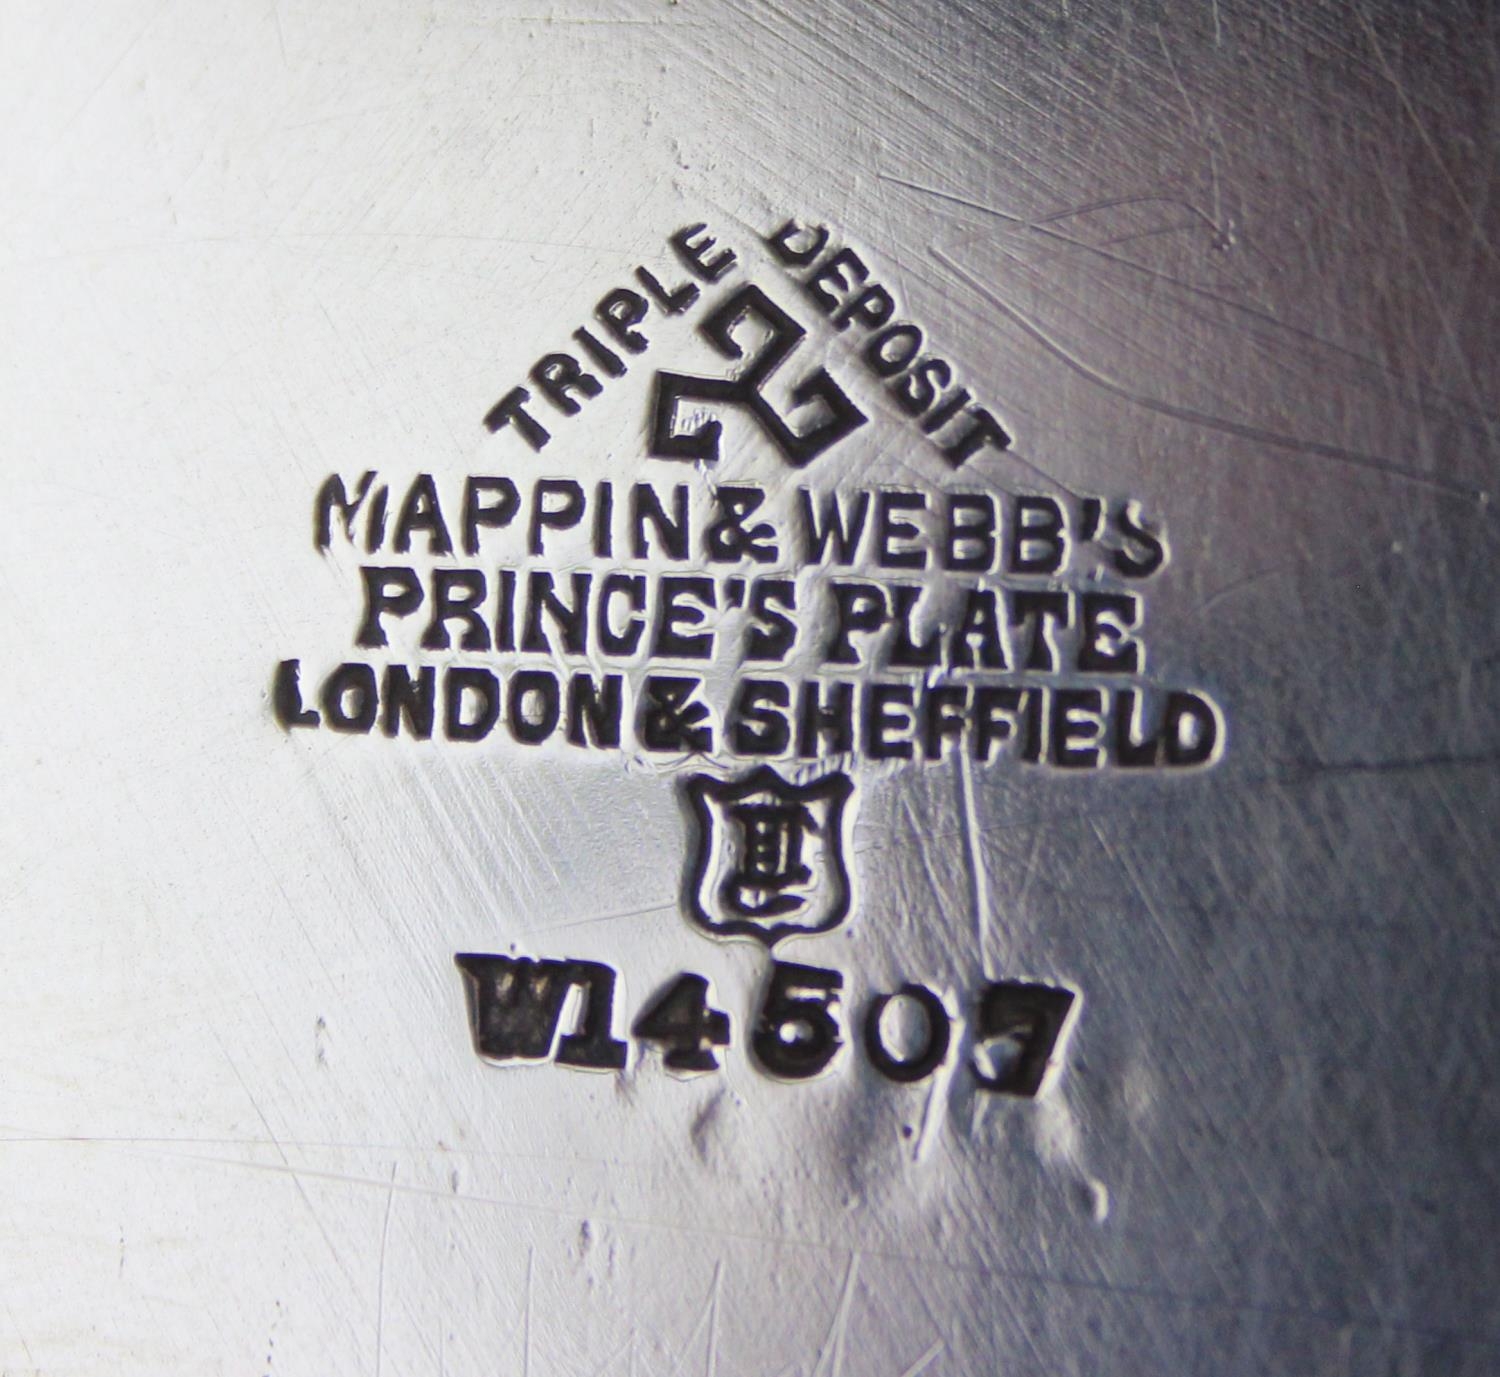 TRIPLE DEPOSIT
MAPPIN & WEBB'S
PRINCE'S PLATE
LONDON & SHEFFIELD
W14507